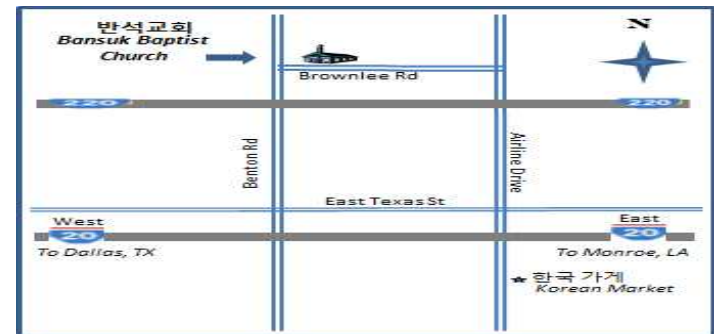 반석교회
Bansuk Baptist
Church
N
Brownlee Rd
220
220
Benton Rd
Airline Drive
East Texas St
West
20
To Dallas, TX
East
20
To Monroe, LA
한국 가게
Korean Market